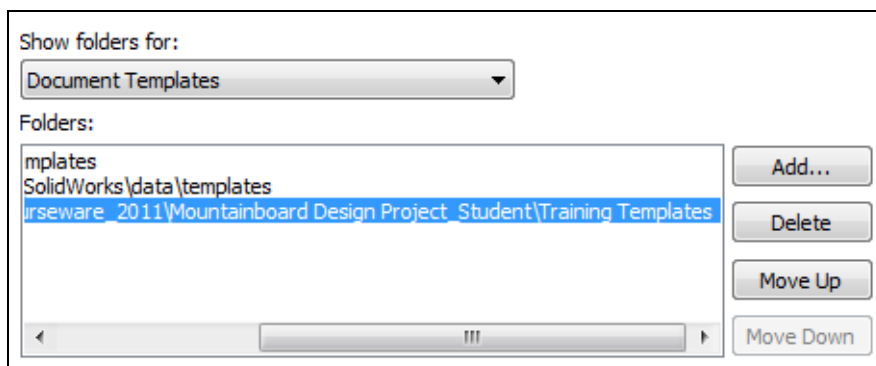 Show folders for:
Document Templates
Folders:
mplates
SolidWorks\data\templates
urseware_2011\Mountainboard Design Project_Student\Training Templates
Add...
Delete
Move Up
Move Down